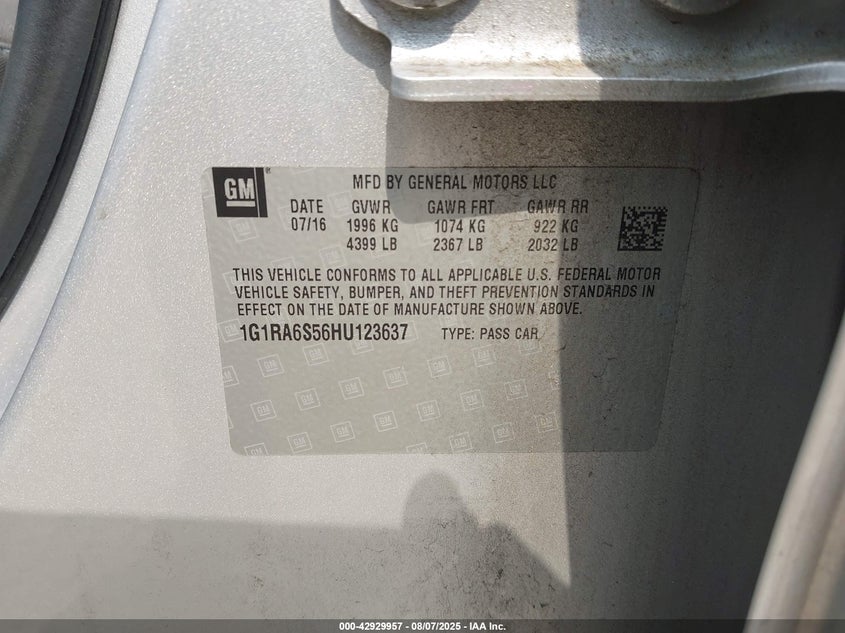 GM ®
MFD BY GENERAL MOTORS LLC
DATE GVWR GAWR FRT GAWR RR
07/16 1996 KG 1074 KG 922 KG
4399 LB 2367 LB 2032 LB
THIS VEHICLE CONFORMS TO ALL APPLICABLE U.S. FEDERAL MOTOR
VEHICLE SAFETY, BUMPER, AND THEFT PREVENTION STANDARDS IN
EFFECT ON THE DATE OF MANUFACTURE SHOWN ABOVE.
1G1RA6S56HU123637 TYPE: PASS CAR
000-42929957 - 08/07/2025 - IAA Inc.